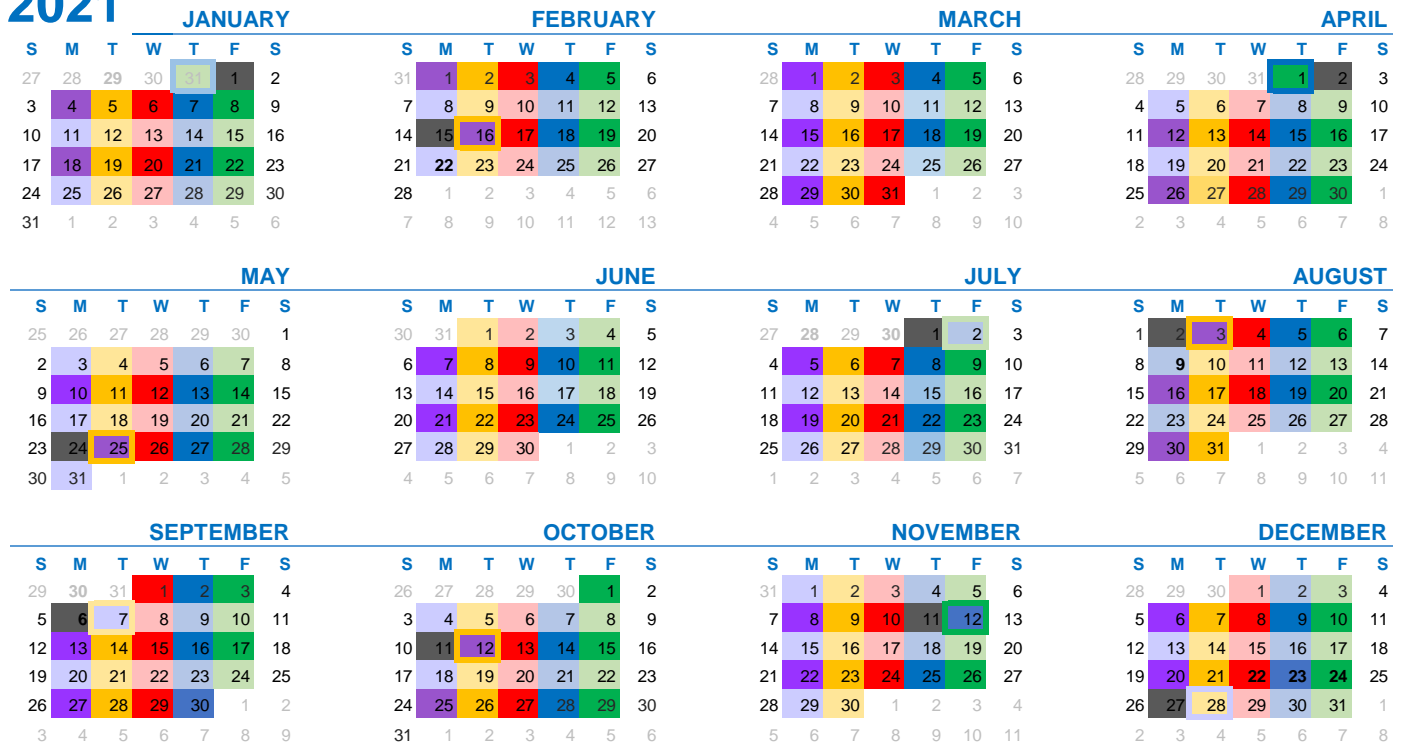 2021
JANUARY FEBRUARY MARCH APRIL
S M T W T F S S M T W T F S S M T W T F S S M T W T F S
27 28 29 30 31 1 2 31 1 2 3 4 5 6 28 1 2 3 4 5 6 28 29 30 31 1 2 3
3 4 5 6 7 8 9 7 8 9 10 11 12 13 7 8 9 10 11 12 13 4 5 6 7 8 9 10
10 11 12 13 14 15 16 14 15 16 17 18 19 20 14 15 16 17 18 19 20 11 12 13 14 15 16 17
17 18 19 20 21 22 23 21 22 23 24 25 26 27 21 22 23 24 25 26 27 18 19 20 21 22 23 24
24 25 26 27 28 29 30 28 1 2 3 4 5 6 28 29 30 31 1 2 3 25 26 27 28 29 30 1
31 1 2 3 4 5 6 7 8 9 10 11 12 13 4 5 6 7 8 9 10 2 3 4 5 6 7 8
MAY JUNE JULY AUGUST
S M T W T F S S M T W T F S S M T W T F S S M T W T F S
25 26 27 28 29 30 1 30 31 1 2 3 4 5 27 28 29 30 1 2 3 1 2 3 4 5 6 7
2 3 4 5 6 7 8 6 7 8 9 10 11 12 4 5 6 7 8 9 10 8 9 10 11 12 13 14
9 10 11 12 13 14 15 13 14 15 16 17 18 19 11 12 13 14 15 16 17 15 16 17 18 19 20 21
16 17 18 19 20 21 22 20 21 22 23 24 25 26 18 19 20 21 22 23 24 22 23 24 25 26 27 28
23 24 25 26 27 28 29 27 28 29 30 1 2 3 25 26 27 28 29 30 31 29 30 31 1 2 3 4
30 31 1 2 3 4 5 4 5 6 7 8 9 10 1 2 3 4 5 6 7 5 6 7 8 9 10 11
SEPTEMBER OCTOBER NOVEMBER DECEMBER
S M T W T F S S M T W T F S S M T W T F S S M T W T F S
29 30 31 1 2 3 4 26 27 28 29 30 1 2 31 1 2 3 4 5 6 28 29 30 1 2 3 4
5 6 7 8 9 10 11 3 4 5 6 7 8 9 7 8 9 10 11 12 13 5 6 7 8 9 10 11
12 13 14 15 16 17 18 10 11 12 13 14 15 16 14 15 16 17 18 19 20 12 13 14 15 16 17 18
19 20 21 22 23 24 25 17 18 19 20 21 22 23 21 22 23 24 25 26 27 19 20 21 22 23 24 25
26 27 28 29 30 1 2 24 25 26 27 28 29 30 28 29 30 1 2 3 4 26 27 28 29 30 31 1
3 4 5 6 7 8 9 31 1 2 3 4 5 6 5 6 7 8 9 10 11 2 3 4 5 6 7 8